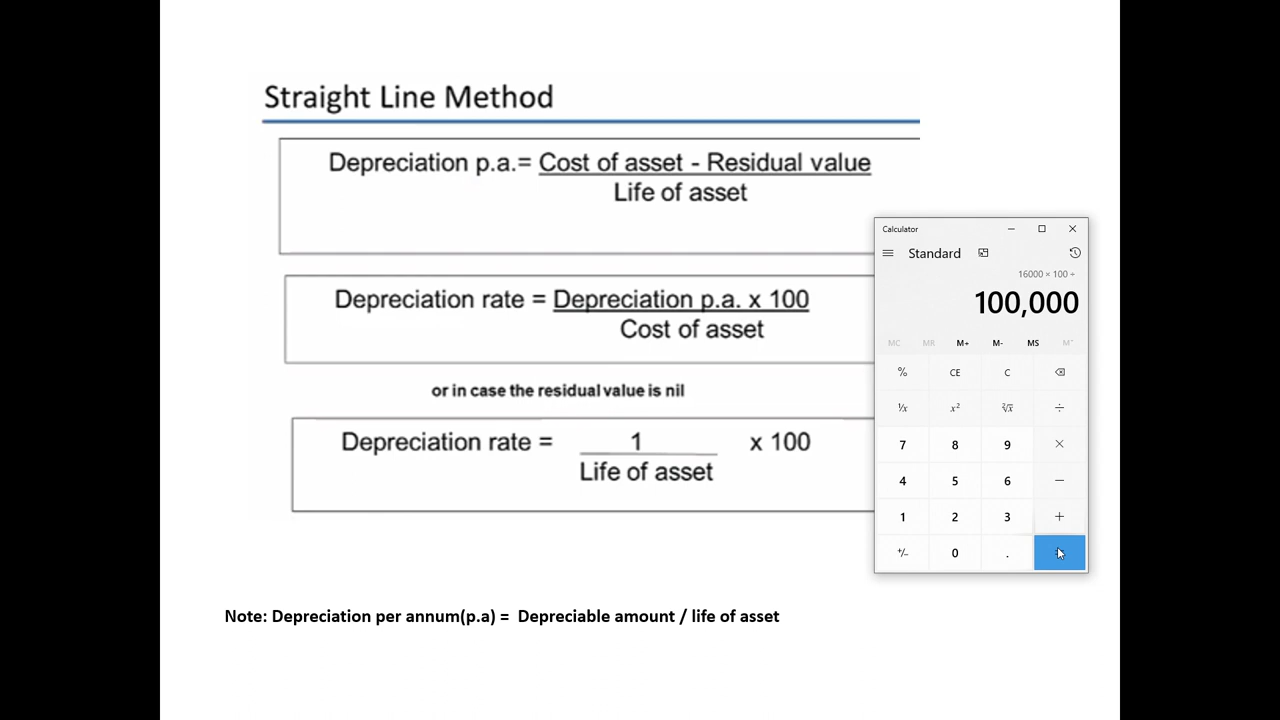 Straight Line Method
Depreciation p.a.= Cost of asset - Residual value
Life of asset
Depreciation rate = Depreciation p.a. x 100
Cost of asset
or in case the residual value is nil
Depreciation rate = 1 x 100
Life of asset
Note: Depreciation per annum(p.a) = Depreciable amount / life of asset
Calculator
Standard
16000 × 100 ÷
100,000
MC MR M+ M- MS M˅
% CE C
¹/x x² ²√x ÷
7 8 9 ×
4 5 6 −
1 2 3 +
+/− 0 .